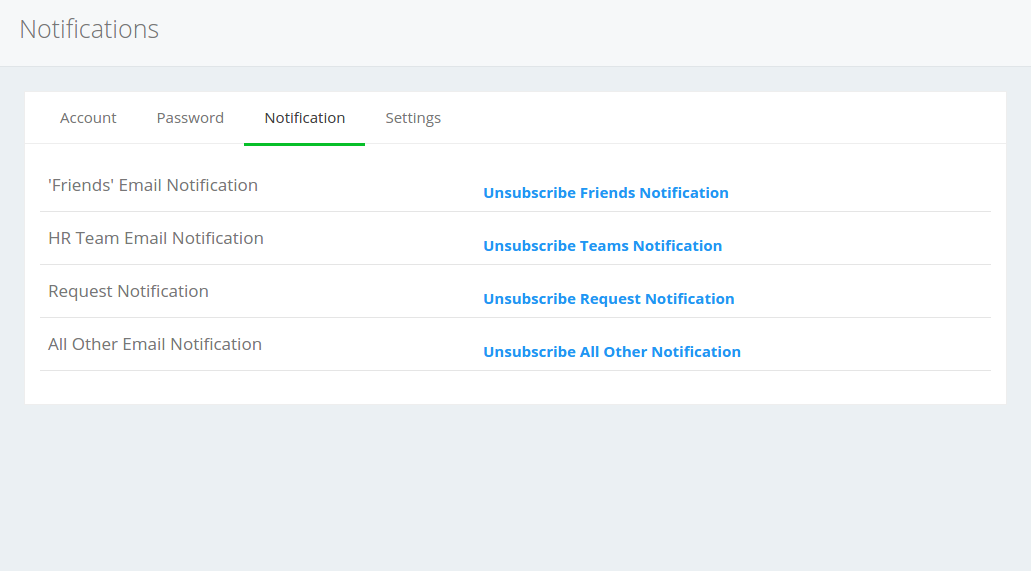 Notifications
Account Password Notification Settings
'Friends' Email Notification Unsubscribe Friends Notification
HR Team Email Notification Unsubscribe Teams Notification
Request Notification Unsubscribe Request Notification
All Other Email Notification Unsubscribe All Other Notification